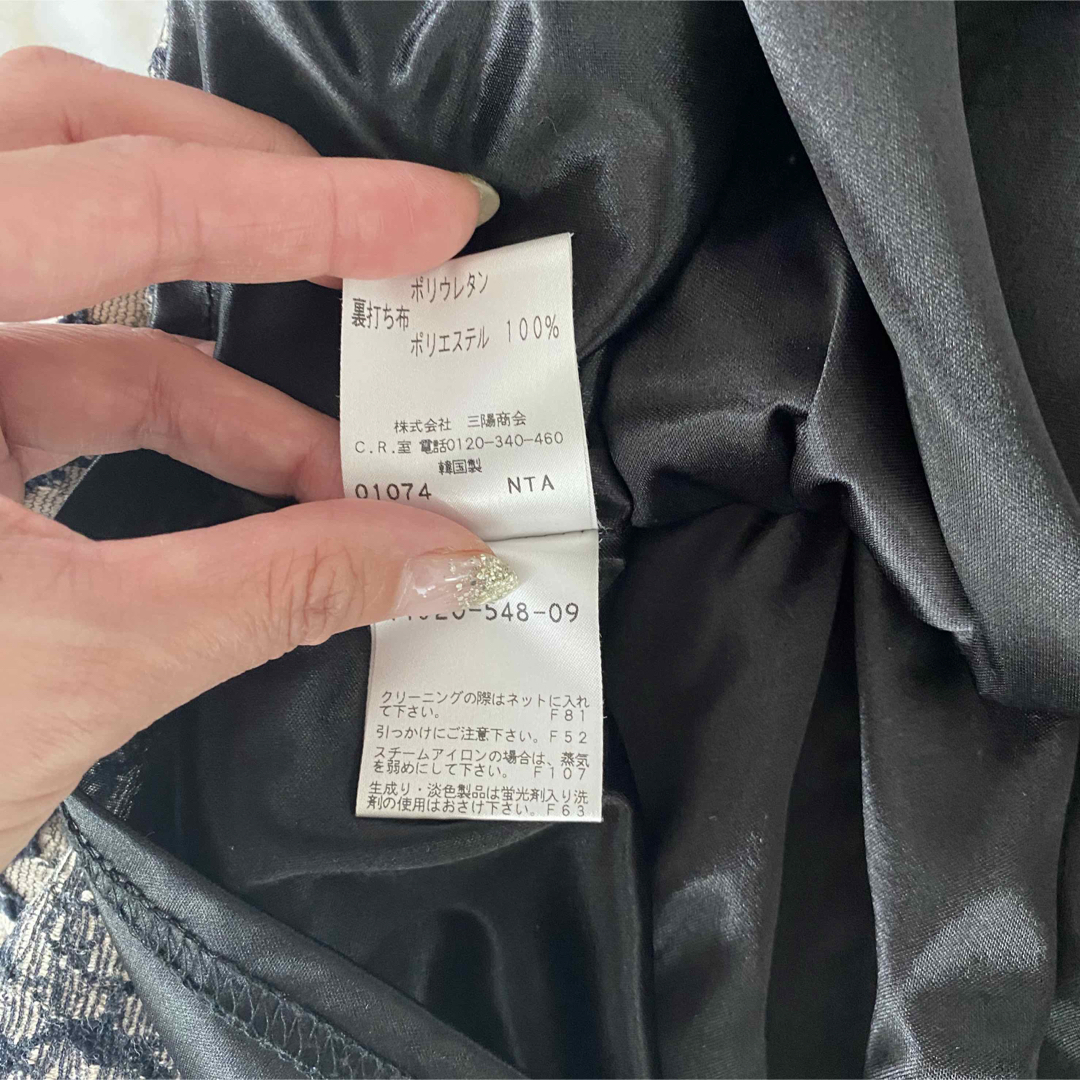 ポリウレタン
裏打ち布
ポリエステル 100%
株式会社 三陽商会
C.R.室 電話0120-340-460
韓国製
01074 NTA
-548-09
クリーニングの際はネットに入れ
て下さい。 F81
引っかけにご注意下さい。F52
スチームアイロンの場合は、蒸気
を弱めにして下さい。 F107
生成り・淡色製品は蛍光剤入り洗
剤の使用はおさけ下さい。F63